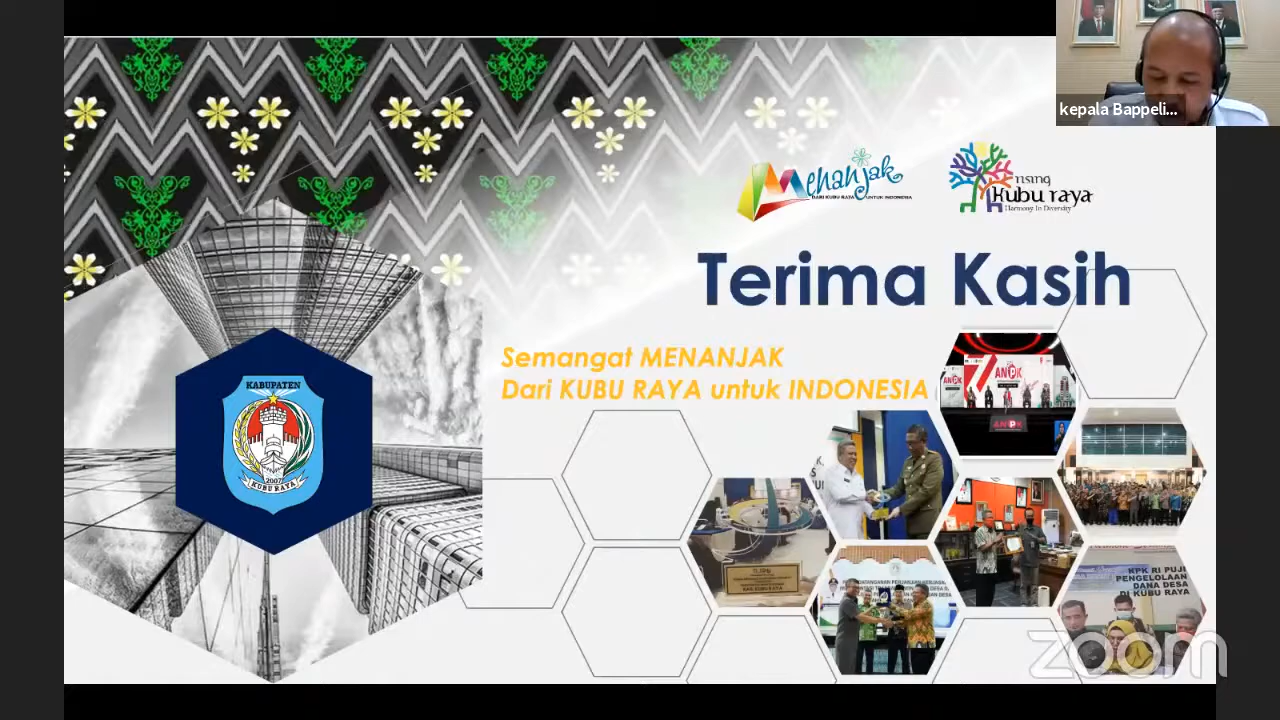 kepala Bappeli...
Menanjak
DARI KUBU RAYA UNTUK INDONESIA
rising
Kubu raya
Harmony In Diversity
Terima Kasih
Semangat MENANJAK
Dari KUBU RAYA untuk INDONESIA
KABUPATEN
2007
KUBU RAYA
KPK RI PUJI
PENGELOLAAN
DANA DESA
DI KUBU RAYA
zoom